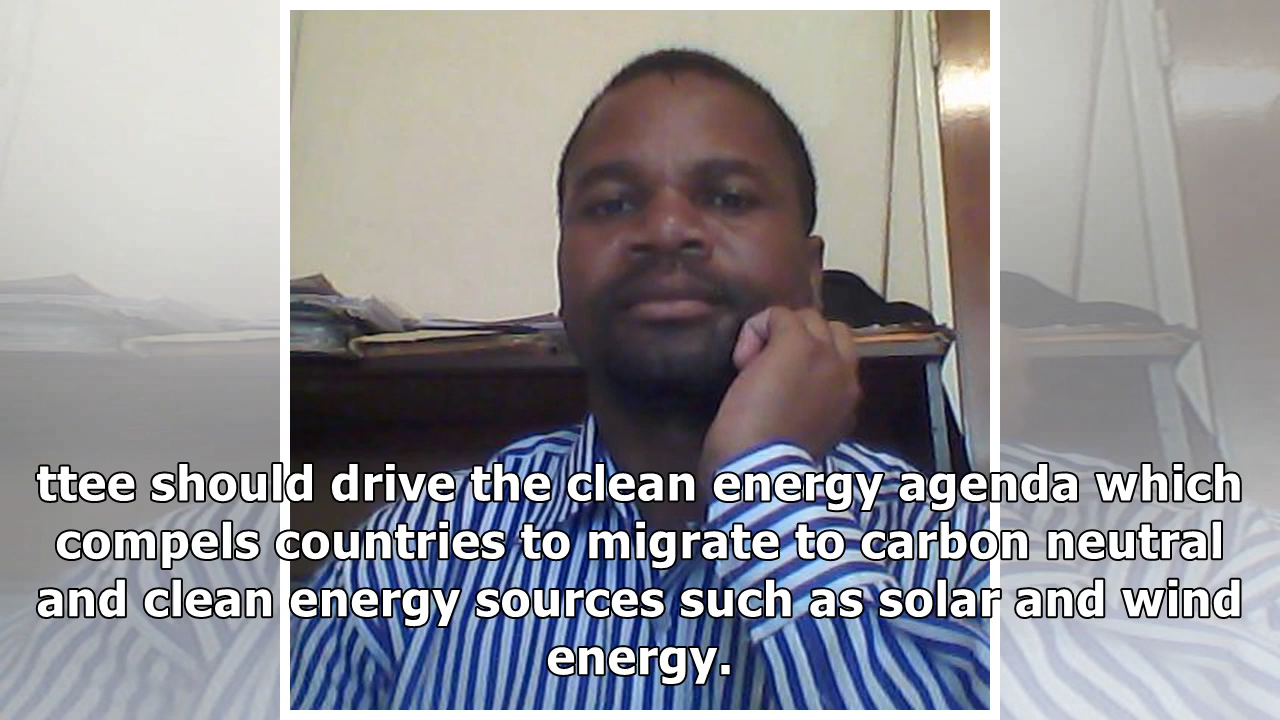 ttee should drive the clean energy agenda which
compels countries to migrate to carbon neutral
and clean energy sources such as solar and wind
energy.